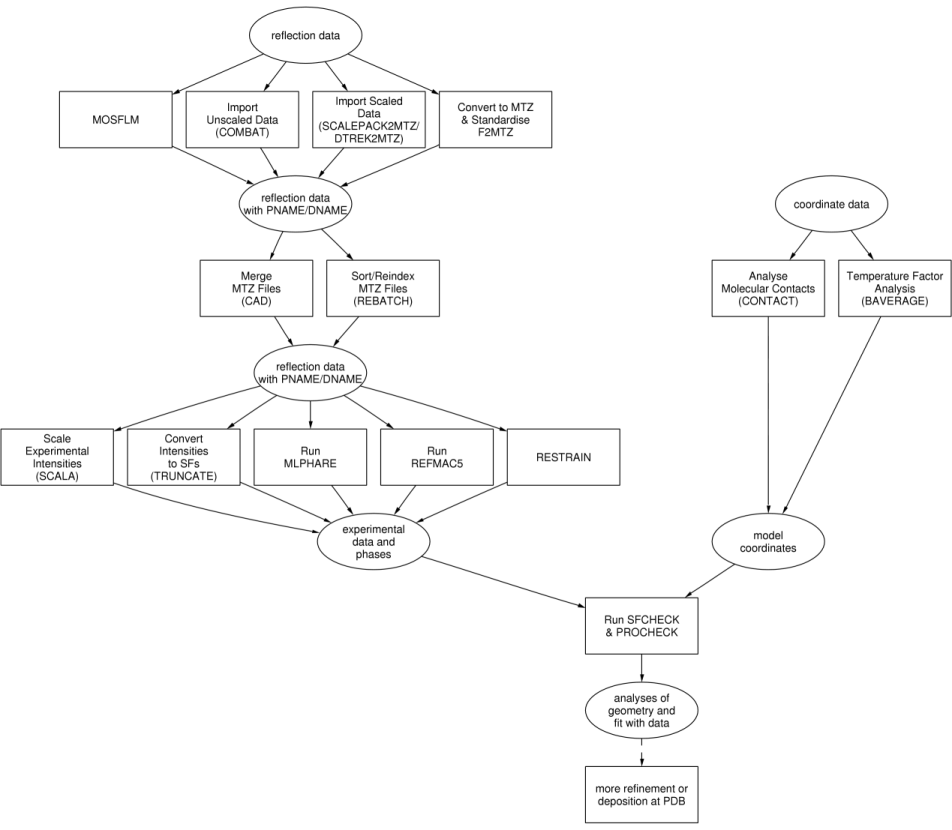 reflection data
MOSFLM
Import
Unscaled Data
(COMBAT)
Import Scaled
Data
(SCALEPACK2MTZ/
DTREK2MTZ)
Convert to MTZ
& Standardise
F2MTZ
reflection data
with PNAME/DNAME
coordinate data
Merge
MTZ Files
(CAD)
Sort/Reindex
MTZ Files
(REBATCH)
Analyse
Molecular Contacts
(CONTACT)
Temperature Factor
Analysis
(BAVERAGE)
reflection data
with PNAME/DNAME
Scale
Experimental
Intensities
(SCALA)
Convert
Intensities
to SFs
(TRUNCATE)
Run
MLPHARE
Run
REFMAC5
RESTRAIN
experimental
data and
phases
model
coordinates
Run SFCHECK
& PROCHECK
analyses of
geometry and
fit with data
more refinement or
deposition at PDB